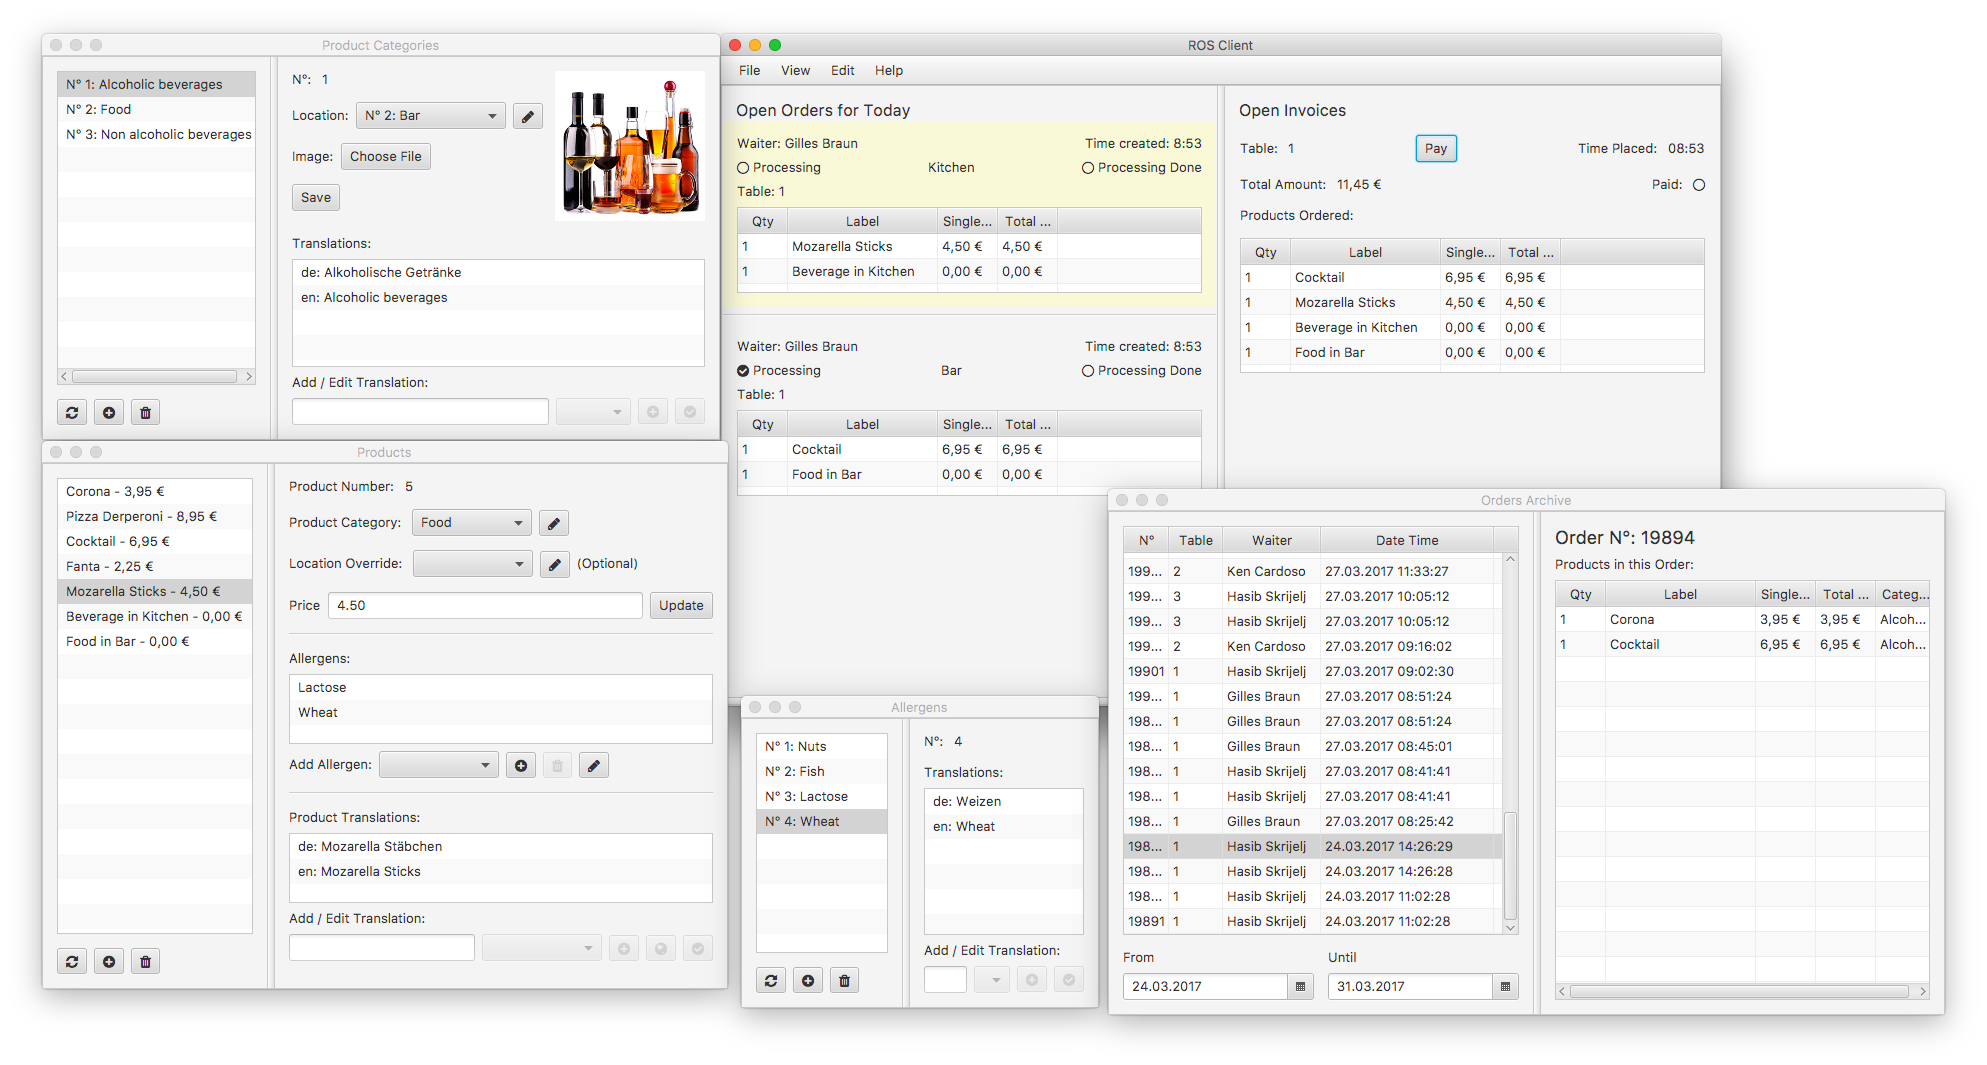 Product Categories
N° 1: Alcoholic beverages
N° 2: Food
N° 3: Non alcoholic beverages
N°: 1
Location: N° 2: Bar
Image: Choose File
Save
Translations:
de: Alkoholische Getränke
en: Alcoholic beverages
Add / Edit Translation:
ROS Client
File View Edit Help
Open Orders for Today
Waiter: Gilles Braun Time created: 8:53
Processing Kitchen Processing Done
Table: 1
Qty Label Single... Total ...
1 Mozarella Sticks 4,50 € 4,50 €
1 Beverage in Kitchen 0,00 € 0,00 €
Waiter: Gilles Braun Time created: 8:53
Processing Bar Processing Done
Table: 1
Qty Label Single... Total ...
1 Cocktail 6,95 € 6,95 €
1 Food in Bar 0,00 € 0,00 €
Open Invoices
Table: 1 Pay Time Placed: 08:53
Total Amount: 11,45 € Paid:
Products Ordered:
Qty Label Single... Total ...
1 Cocktail 6,95 € 6,95 €
1 Mozarella Sticks 4,50 € 4,50 €
1 Beverage in Kitchen 0,00 € 0,00 €
1 Food in Bar 0,00 € 0,00 €
Products
Corona - 3,95 €
Pizza Derperoni - 8,95 €
Cocktail - 6,95 €
Fanta - 2,25 €
Mozarella Sticks - 4,50 €
Beverage in Kitchen - 0,00 €
Food in Bar - 0,00 €
Product Number: 5
Product Category: Food
Location Override: (Optional)
Price 4.50 Update
Allergens:
Lactose
Wheat
Add Allergen:
Product Translations:
de: Mozarella Stäbchen
en: Mozarella Sticks
Add / Edit Translation:
Allergens
N° 1: Nuts
N° 2: Fish
N° 3: Lactose
N° 4: Wheat
N°: 4
Translations:
de: Weizen
en: Wheat
Add / Edit Translation:
Orders Archive
N° Table Waiter Date Time
199... 2 Ken Cardoso 27.03.2017 11:33:27
199... 3 Hasib Skrijelj 27.03.2017 10:05:12
199... 3 Hasib Skrijelj 27.03.2017 10:05:12
199... 2 Ken Cardoso 27.03.2017 09:16:02
19901 1 Hasib Skrijelj 27.03.2017 09:02:30
199... 1 Gilles Braun 27.03.2017 08:51:24
198... 1 Gilles Braun 27.03.2017 08:51:24
198... 1 Gilles Braun 27.03.2017 08:45:01
198... 1 Hasib Skrijelj 27.03.2017 08:41:41
198... 1 Hasib Skrijelj 27.03.2017 08:41:41
198... 1 Gilles Braun 27.03.2017 08:25:42
198... 1 Hasib Skrijelj 24.03.2017 14:26:29
198... 1 Hasib Skrijelj 24.03.2017 14:26:28
198... 1 Hasib Skrijelj 24.03.2017 11:02:28
19891 1 Hasib Skrijelj 24.03.2017 11:02:28
From Until
24.03.2017 31.03.2017
Order N°: 19894
Products in this Order:
Qty Label Single... Total ... Categ...
1 Corona 3,95 € 3,95 € Alcoh...
1 Cocktail 6,95 € 6,95 € Alcoh...